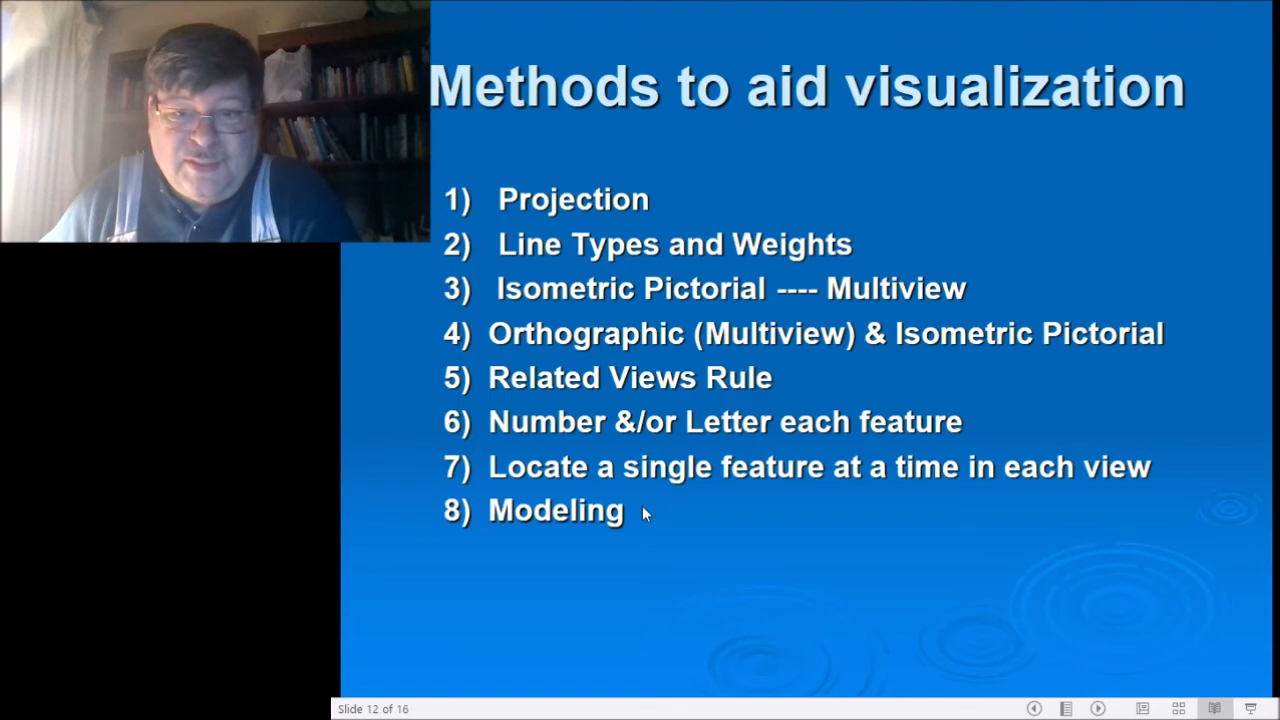 Methods to aid visualization
1) Projection
2) Line Types and Weights
3) Isometric Pictorial ---- Multiview
4) Orthographic (Multiview) & Isometric Pictorial
5) Related Views Rule
6) Number &/or Letter each feature
7) Locate a single feature at a time in each view
8) Modeling
Slide 12 of 16